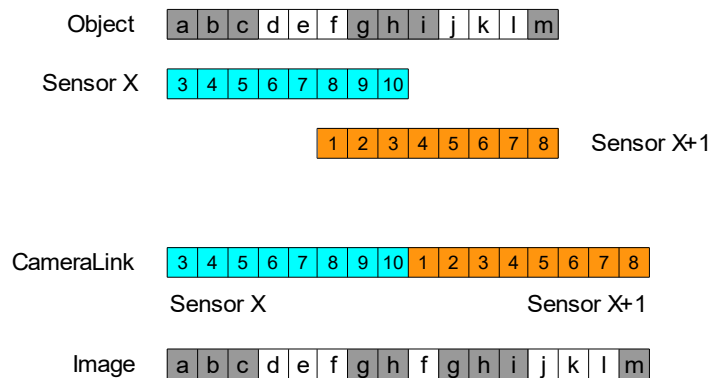 Object a b c d e f g h i j k l m
Sensor X 3 4 5 6 7 8 9 10
1 2 3 4 5 6 7 8 Sensor X+1
CameraLink 3 4 5 6 7 8 9 10 1 2 3 4 5 6 7 8
Sensor X Sensor X+1
Image a b c d e f g h f g h i j k l m